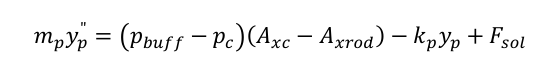 m_p y_p^" = (p_buff − p_c)(A_xc − A_xrod) − k_p y_p + F_sol